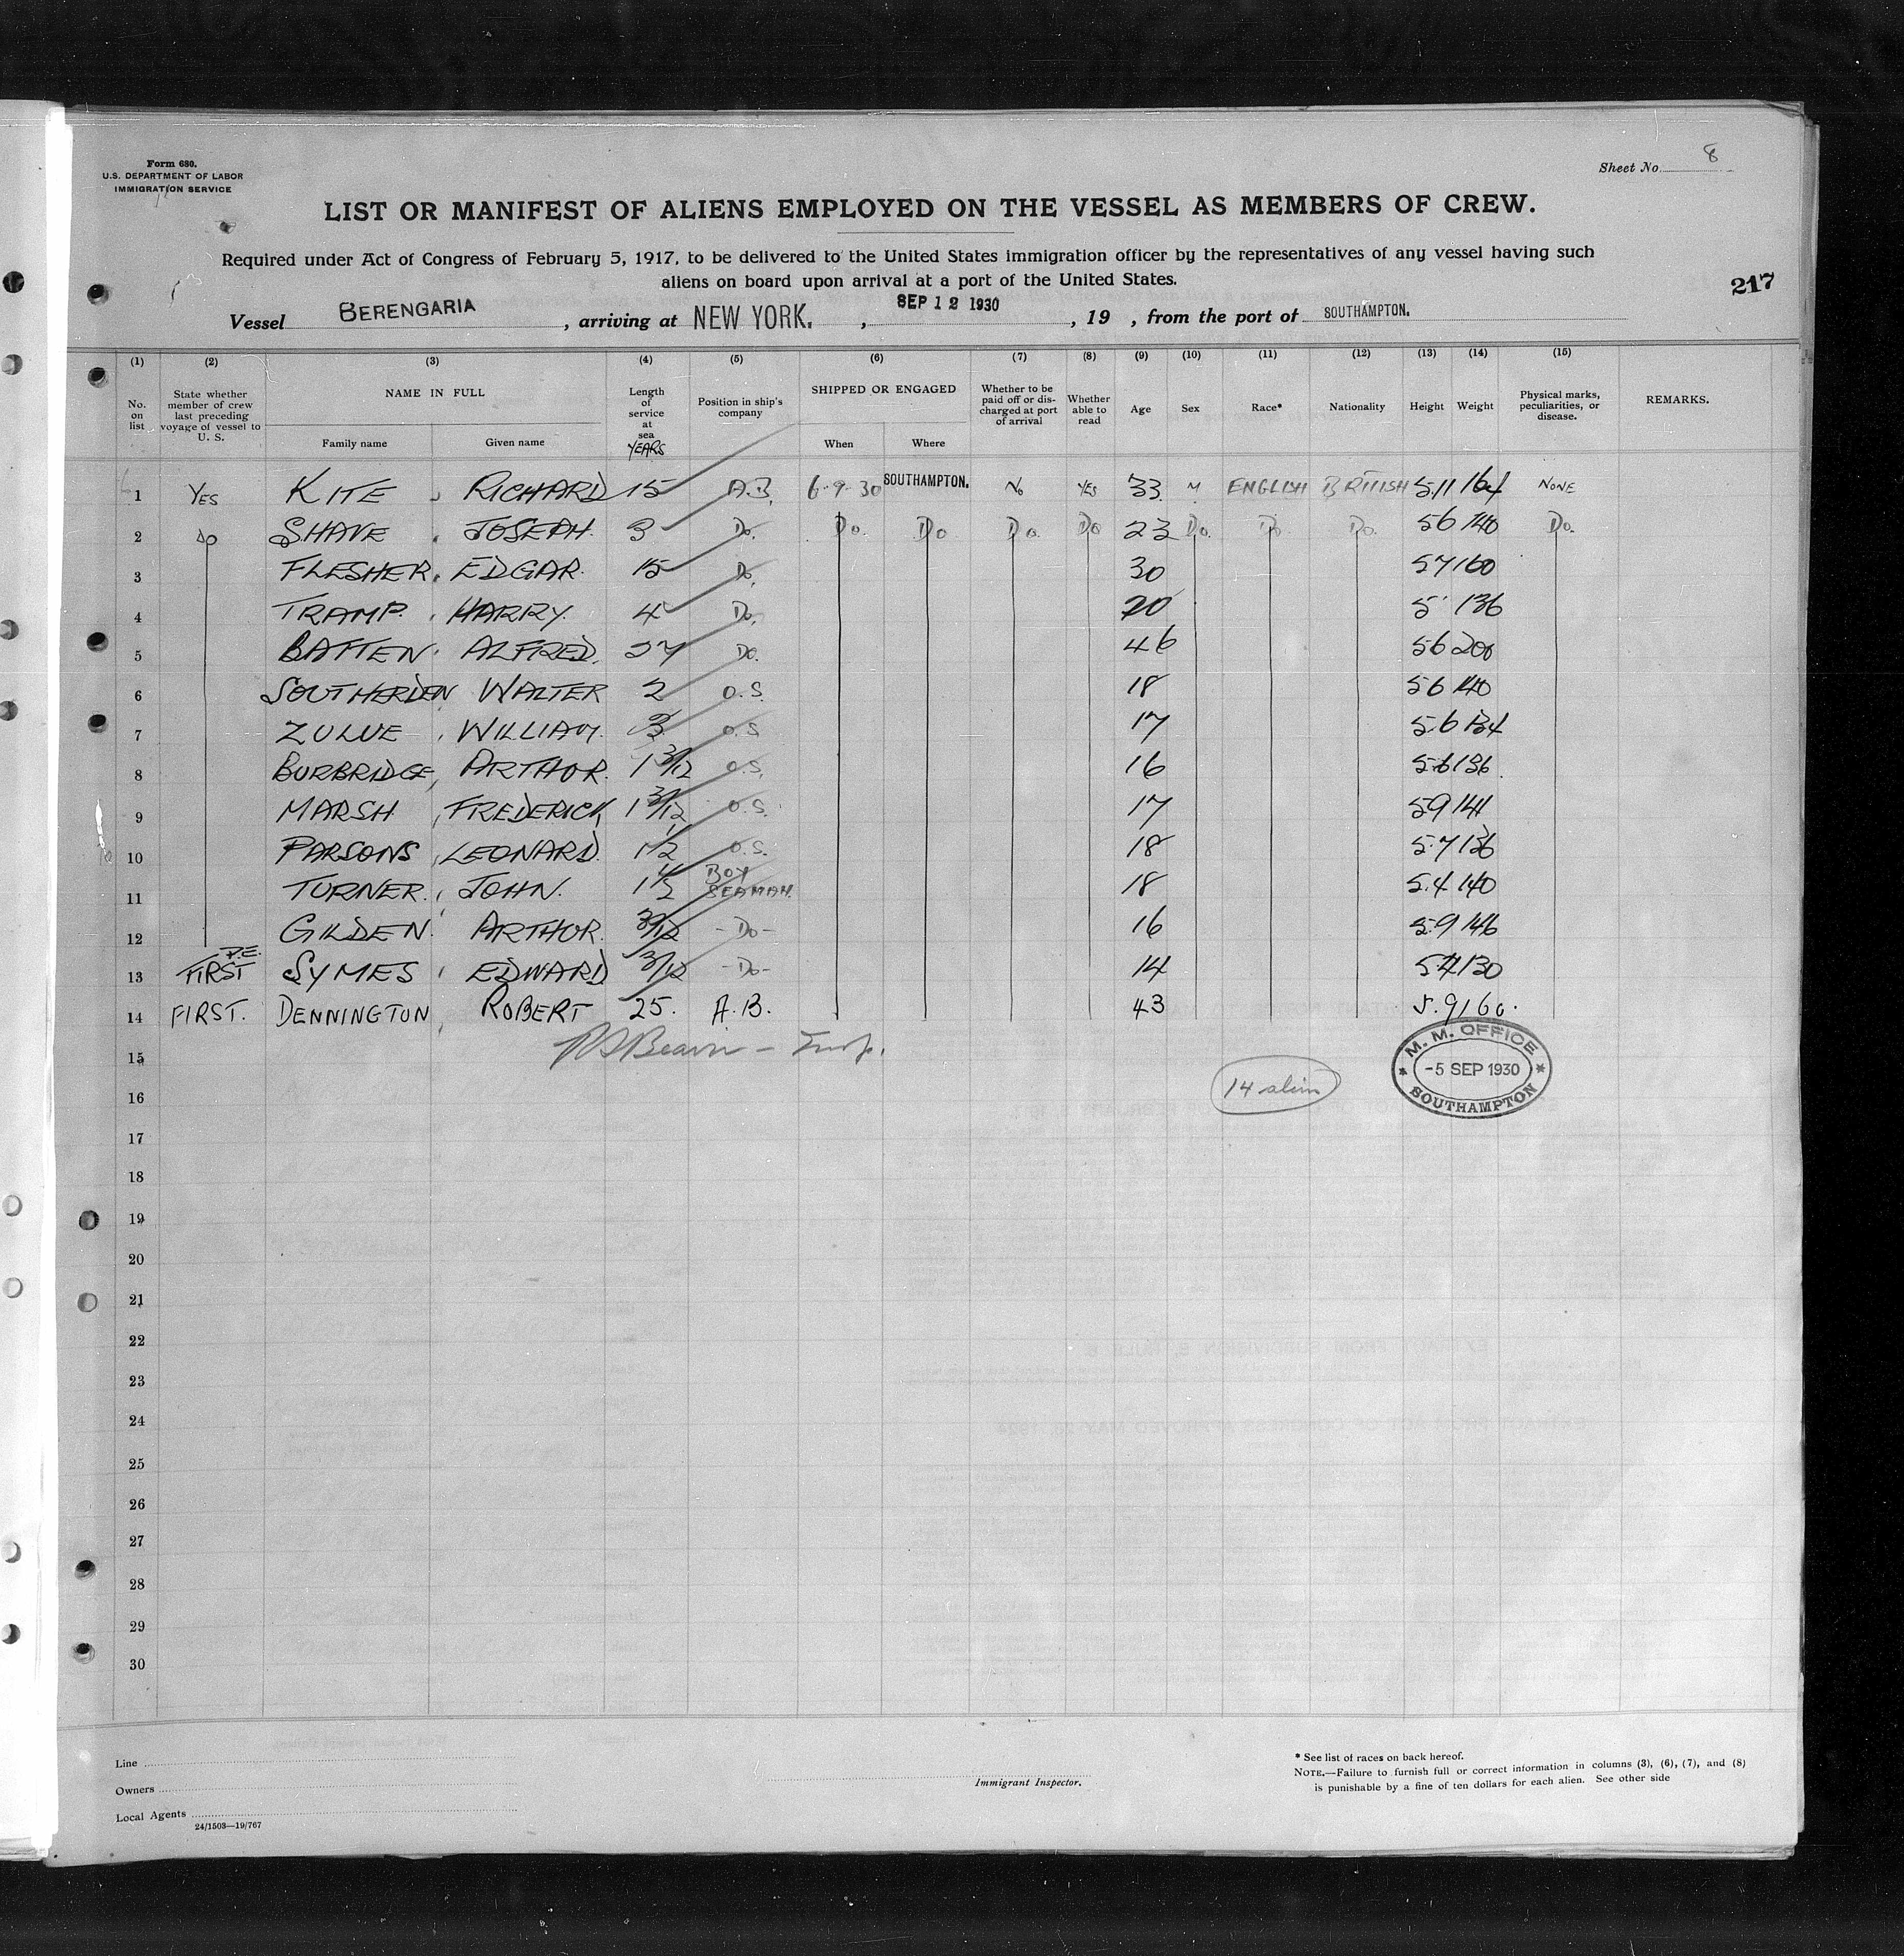 Form 680.
U.S. DEPARTMENT OF LABOR
IMMIGRATION SERVICE
Sheet No. 8
LIST OR MANIFEST OF ALIENS EMPLOYED ON THE VESSEL AS MEMBERS OF CREW.
Required under Act of Congress of February 5, 1917, to be delivered to the United States immigration officer by the representatives of any vessel having such
aliens on board upon arrival at a port of the United States.
217
Vessel BERENGARIA, arriving at NEW YORK., SEP 12 1930, 19 , from the port of SOUTHAMPTON.
(1) (2) (3) (4) (5) (6) (7) (8) (9) (10) (11) (12) (13) (14) (15)
No. on list State whether member of crew last preceding voyage of vessel to U. S. NAME IN FULL Family name Given name Length of service at sea YEARS Position in ship's company SHIPPED OR ENGAGED When Where Whether to be paid off or discharged at port of arrival Whether able to read Age Sex Race* Nationality Height Weight Physical marks, peculiarities, or disease. REMARKS.
1 YES KITE, RICHARD 15 A.B. 6-9-30 SOUTHAMPTON. No YES 33 M ENGLISH BRITISH 5 11 164 NONE
2 Do SHAVE, JOSEPH. 3 Do. Do. Do Do. Do 23 Do. Do Do. 5 6 140 Do.
3 FLESHER, EDGAR. 15 Do. 30 5 7 160
4 TRAMP, HARRY. 4 Do. 20 5 136
5 BATTEN, ALFRED. 27 Do. 46 5 6 200
6 SOUTHERDEN WALTER 2 O.S. 18 5 6 140
7 ZULUE, WILLIAM. O.S. 17 5.6 134
8 BURBRIDGE, ARTHUR. 1 3/12 O.S. 16 5.6 136
9 MARSH, FREDERICK 1 3/12 O.S. 17 5 9 141
10 PARSONS, LEONARD. 1 1/2 O.S. 18 5.7 136
11 TURNER, JOHN. 1 1/2 BOY SEAMAN. 18 5.4 140
12 GILDEN. ARTHUR. 3/12 - Do - 16 5.9 146
13 P.E. FIRST SYMES, EDWARD 3/12 - Do - 14 5 4 130
14 FIRST. DENNINGTON, ROBERT 25. A.B. 43 5.9 160.
15
M. M. OFFICE
-5 SEP 1930
SOUTHAMPTON
14
16
17
18
19
20
21
22
23
24
25
26
27
28
29
30
Line
Owners
Local Agents
24/1503—19/767
Immigrant Inspector.
* See list of races on back hereof.
NOTE.—Failure to furnish full or correct information in columns (3), (6), (7), and (8)
is punishable by a fine of ten dollars for each alien. See other side